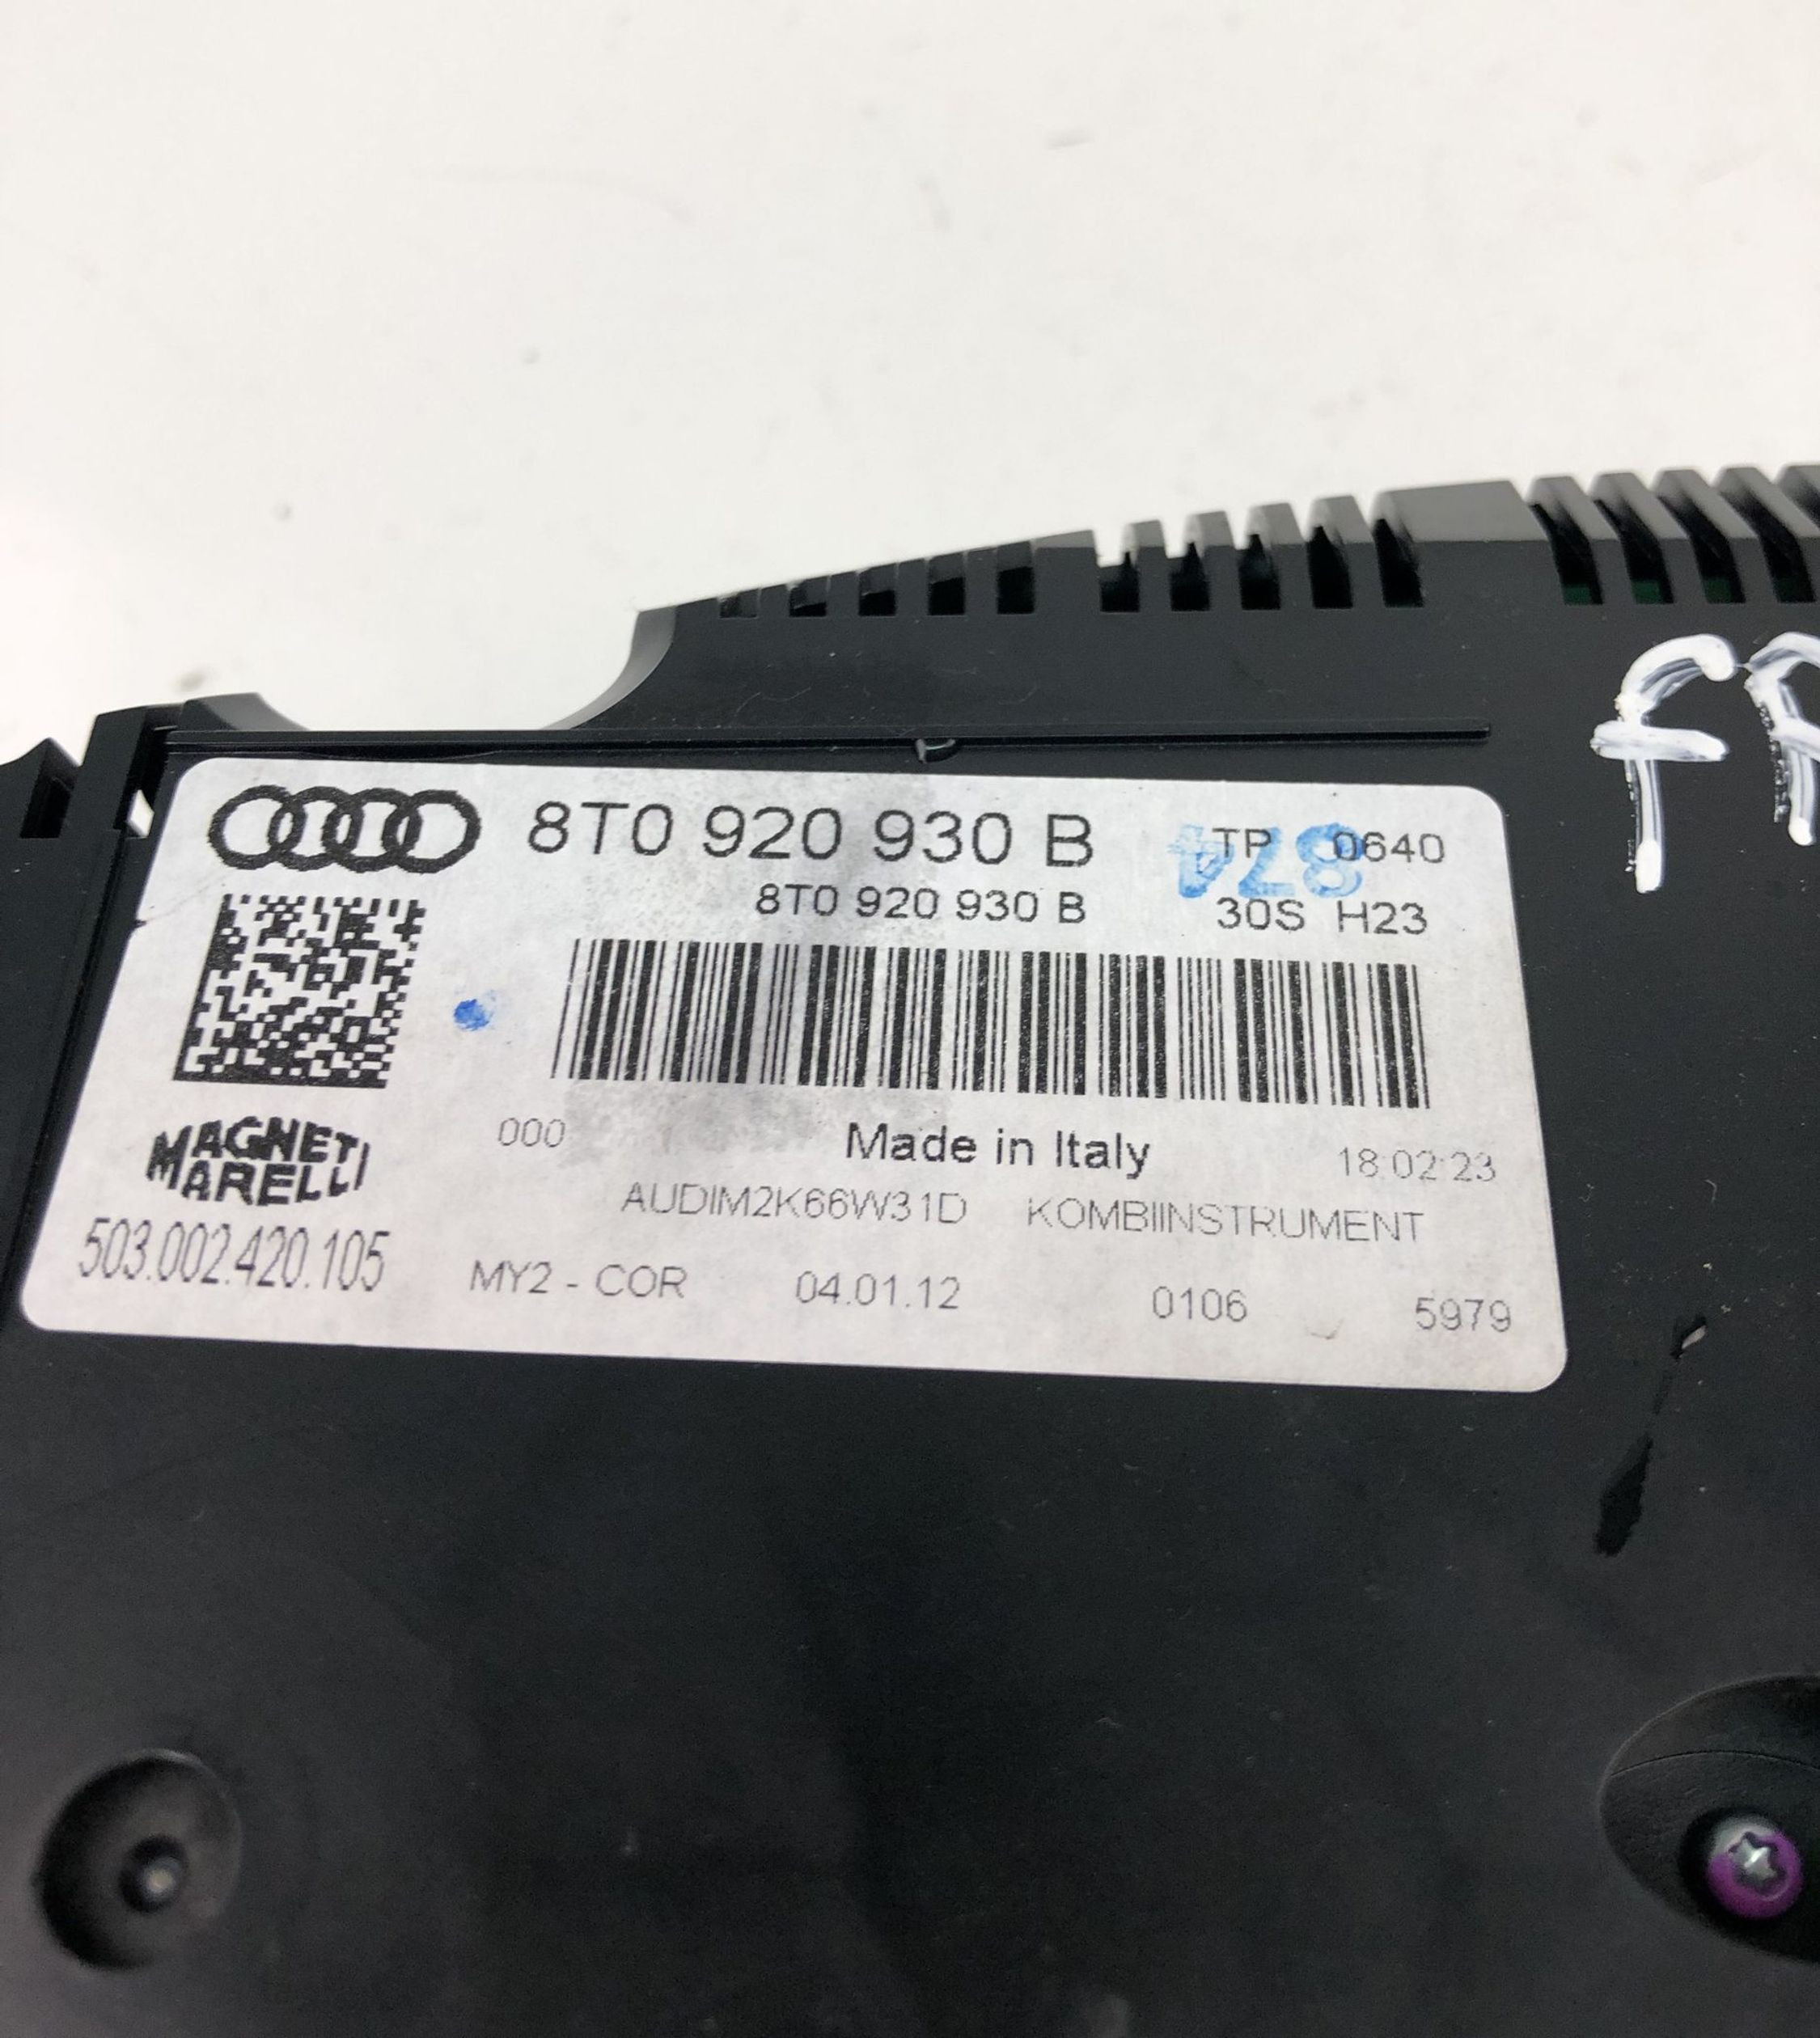 8T0 920 930 B
TP 0640
874
8T0 920 930 B
30S H23
000
Made in Italy
18:02:23
MAGNETI
MARELLI
AUDIM2K66W31D KOMBIINSTRUMENT
503.002.420.105
MY2 - COR 04.01.12 0106 5979